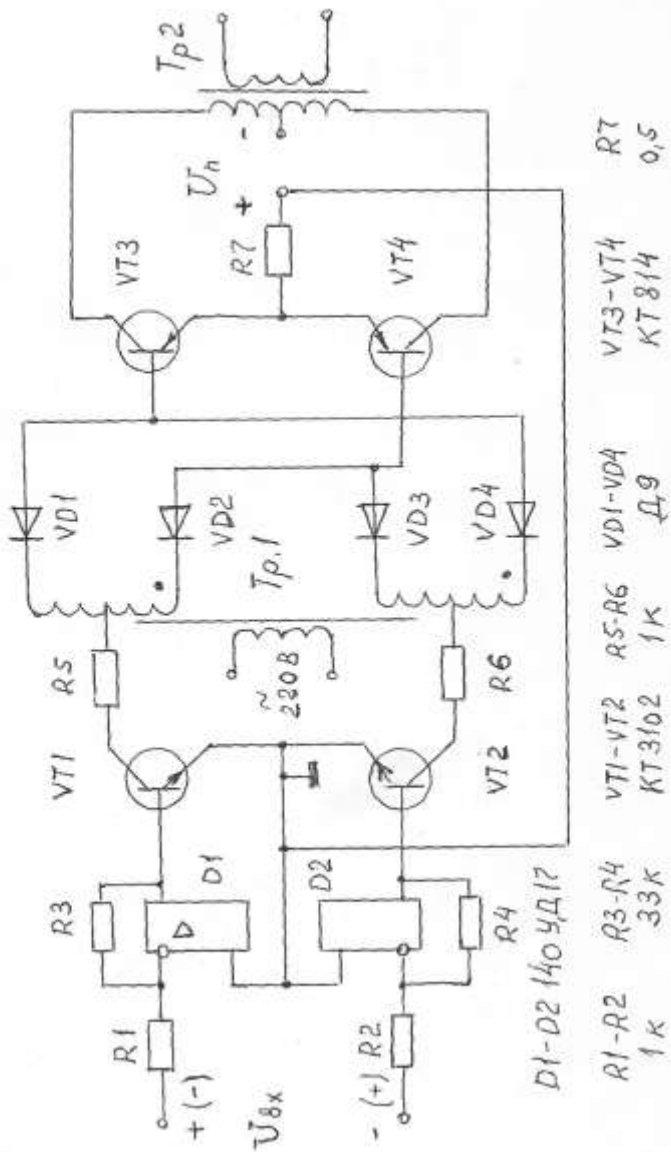 VT1
R5
VD1
VT3
Тр2
R3
R1
D1
Тр.1
VD2
R7
Uп
+
-
+ (-)
Uвх
~
220В
- (+)
R2
D2
R4
VT2
R6
VD3
VD4
VT4
D1-D2 140УД17
R1-R2
1к
R3-R4
33к
VT1-VT2
КТ3102
R5-R6
1к
VD1-VD4
Д9
VT3-VT4
КТ814
R7
0,5